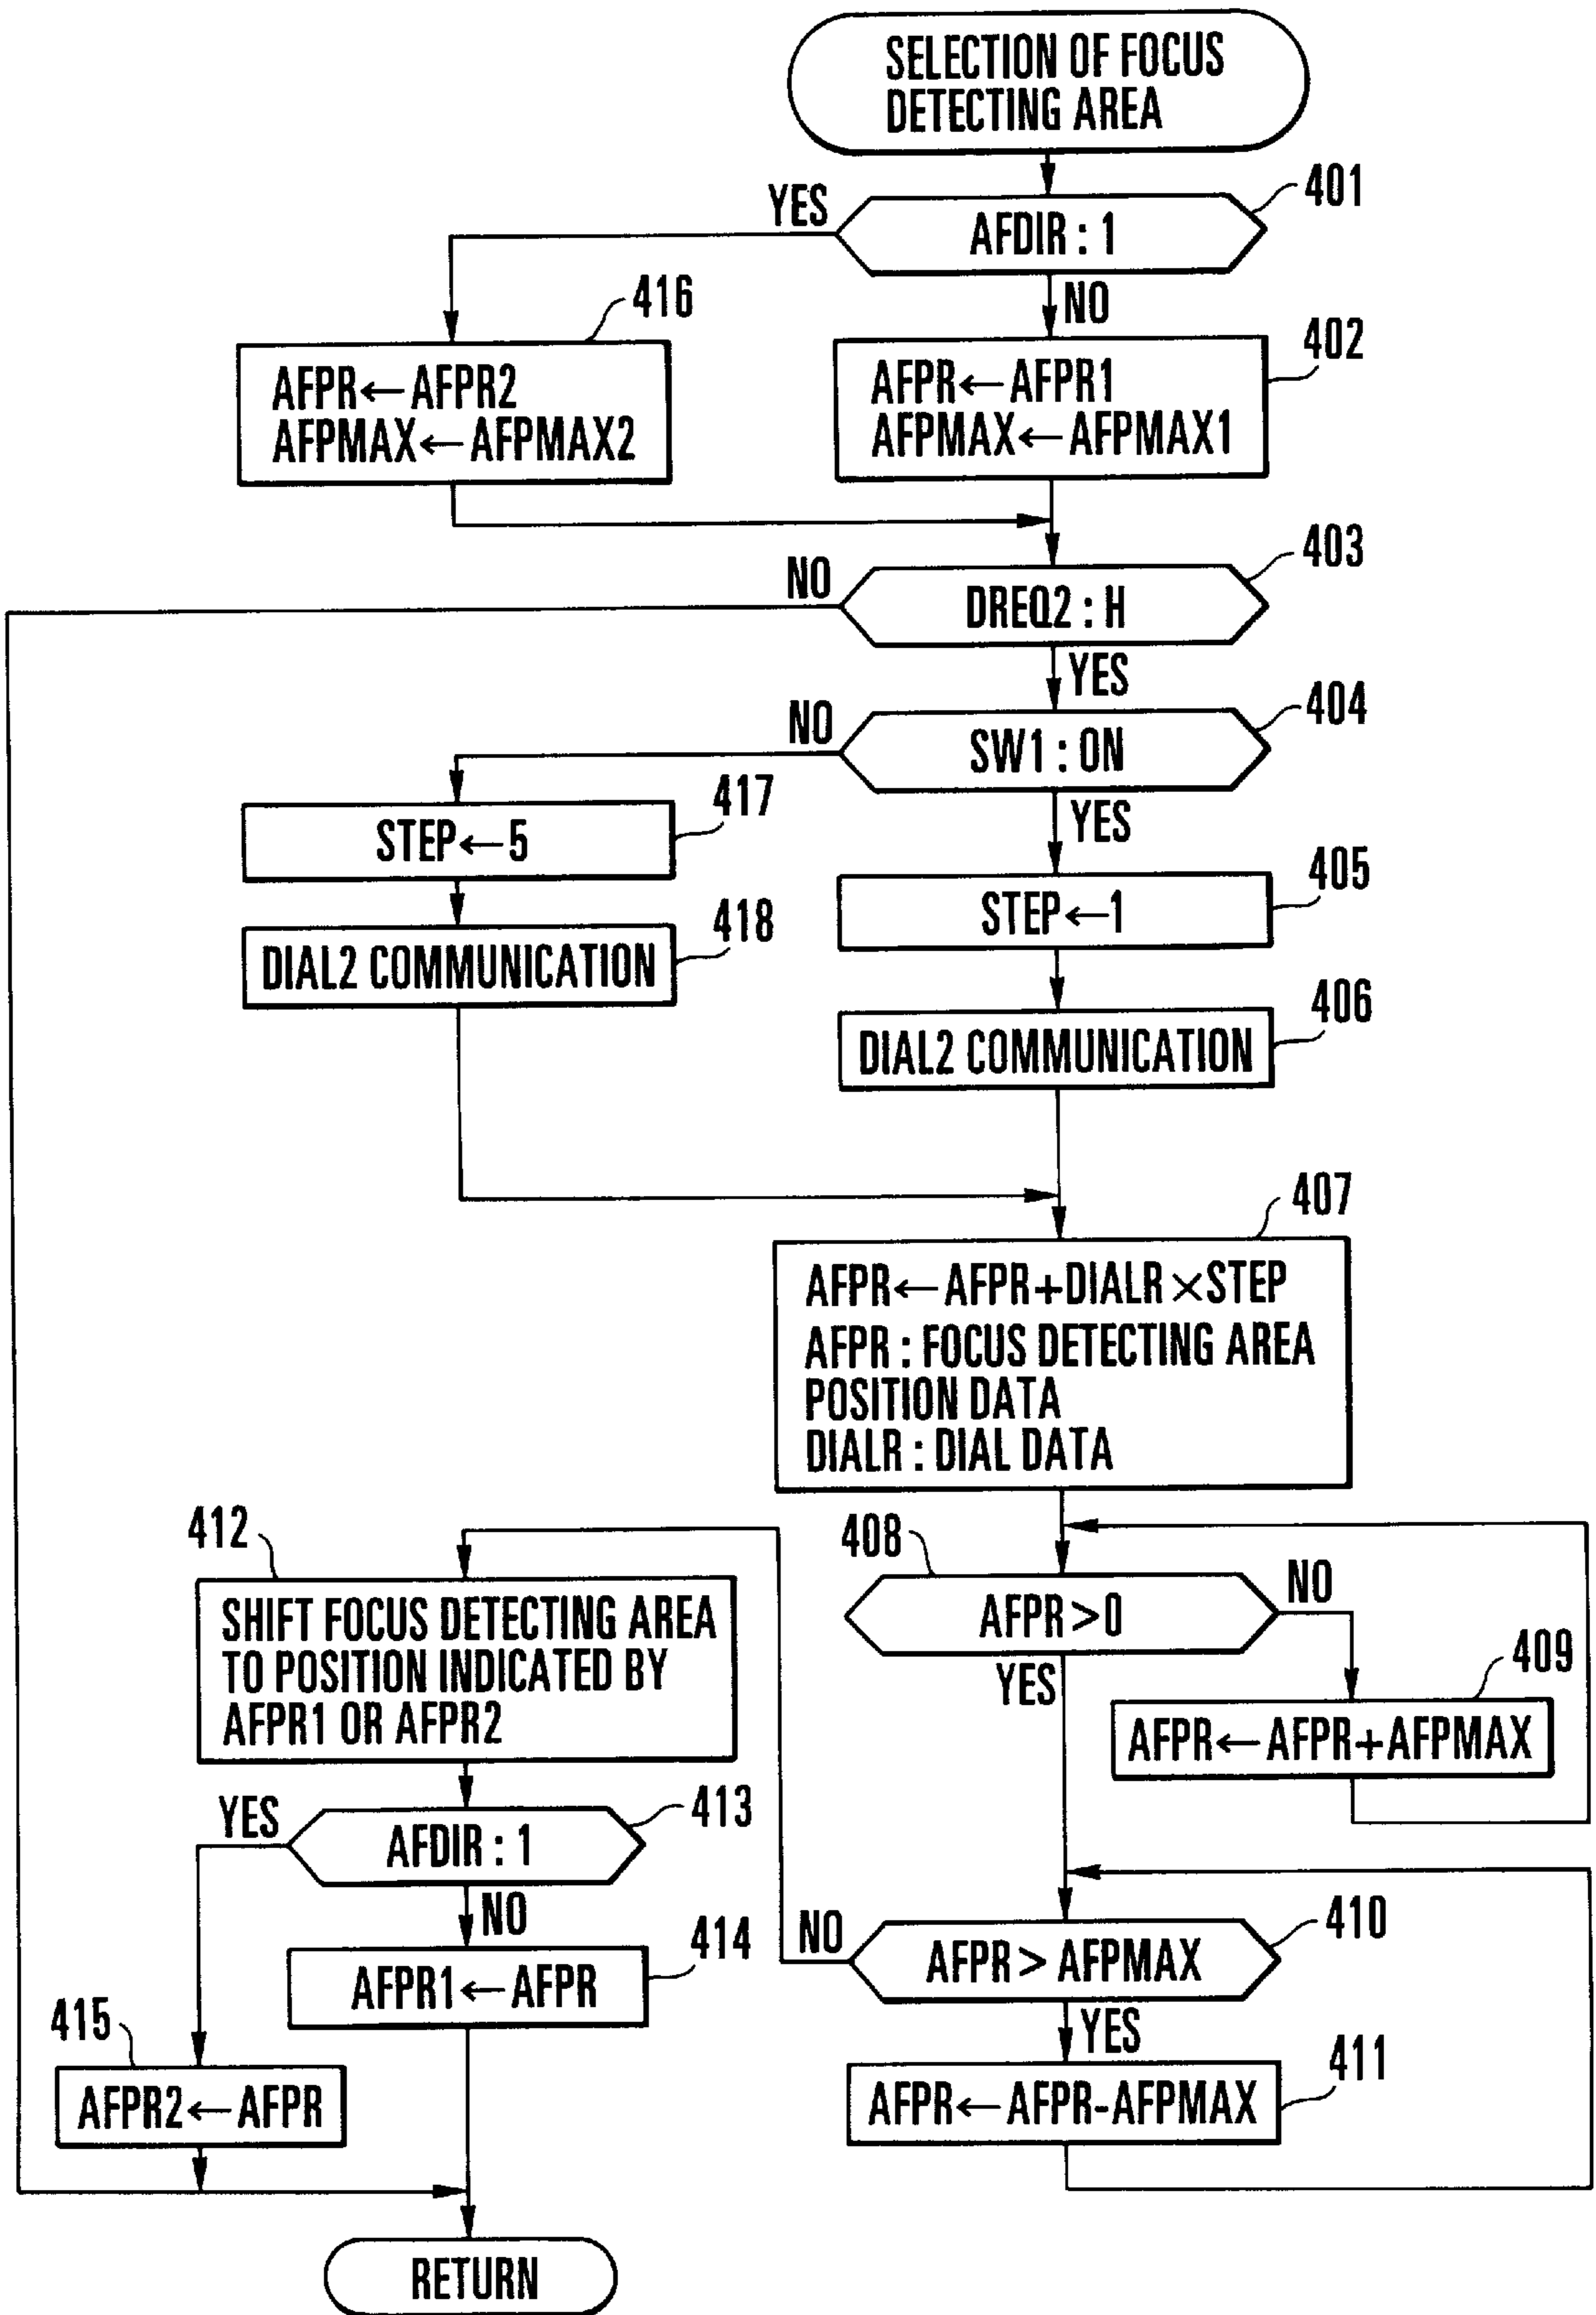 SELECTION OF FOCUS
DETECTING AREA
401
YES
AFDIR : 1
416
NO
402
AFPR←AFPR2
AFPMAX←AFPMAX2
AFPR←AFPR1
AFPMAX←AFPMAX1
403
NO
DREQ2 : H
YES
404
NO
SW1 : ON
417
YES
STEP←5
405
STEP←1
418
DIAL2 COMMUNICATION
406
DIAL2 COMMUNICATION
407
AFPR←AFPR+DIALR×STEP
AFPR : FOCUS DETECTING AREA
POSITION DATA
DIALR : DIAL DATA
412
408
NO
SHIFT FOCUS DETECTING AREA
TO POSITION INDICATED BY
AFPR1 OR AFPR2
AFPR>0
YES
409
AFPR←AFPR+AFPMAX
YES
413
AFDIR : 1
NO
NO
410
AFPR > AFPMAX
414
AFPR1←AFPR
YES
415
411
AFPR2←AFPR
AFPR←AFPR-AFPMAX
RETURN